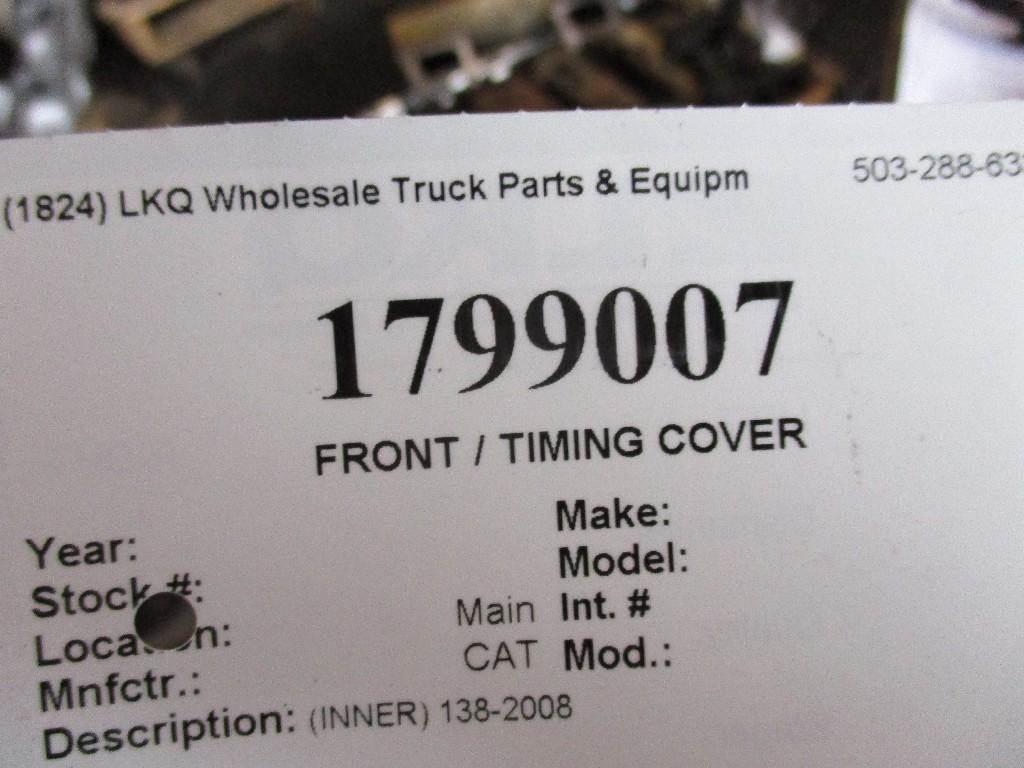 (1824) LKQ Wholesale Truck Parts & Equipm 503-288-63
1799007
FRONT / TIMING COVER
Year: Make:
Stock #: Model:
Main Int. #
Mnfctr.: CAT Mod.:
Description: (INNER) 138-2008